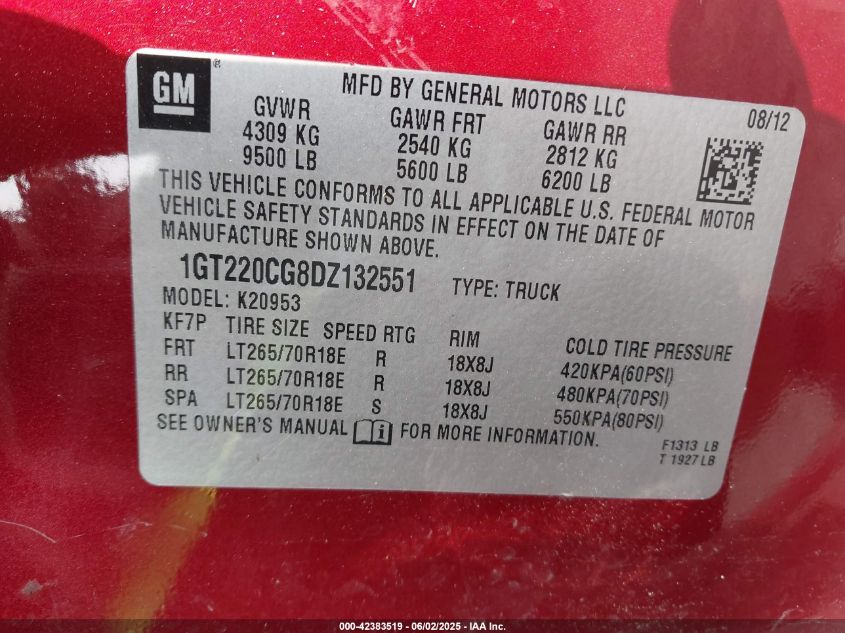 GM ®
MFD BY GENERAL MOTORS LLC
08/12
GVWR GAWR FRT GAWR RR
4309 KG 2540 KG 2812 KG
9500 LB 5600 LB 6200 LB
THIS VEHICLE CONFORMS TO ALL APPLICABLE U.S. FEDERAL MOTOR
VEHICLE SAFETY STANDARDS IN EFFECT ON THE DATE OF
MANUFACTURE SHOWN ABOVE.
1GT220CG8DZ132551 TYPE: TRUCK
MODEL: K20953
KF7P TIRE SIZE SPEED RTG RIM COLD TIRE PRESSURE
FRT LT265/70R18E R 18X8J 420KPA(60PSI)
RR LT265/70R18E R 18X8J 480KPA(70PSI)
SPA LT265/70R18E S 18X8J 550KPA(80PSI)
SEE OWNER'S MANUAL i FOR MORE INFORMATION.
F1313 LB
T 1927 LB
000-42383519 - 06/02/2025 - IAA Inc.